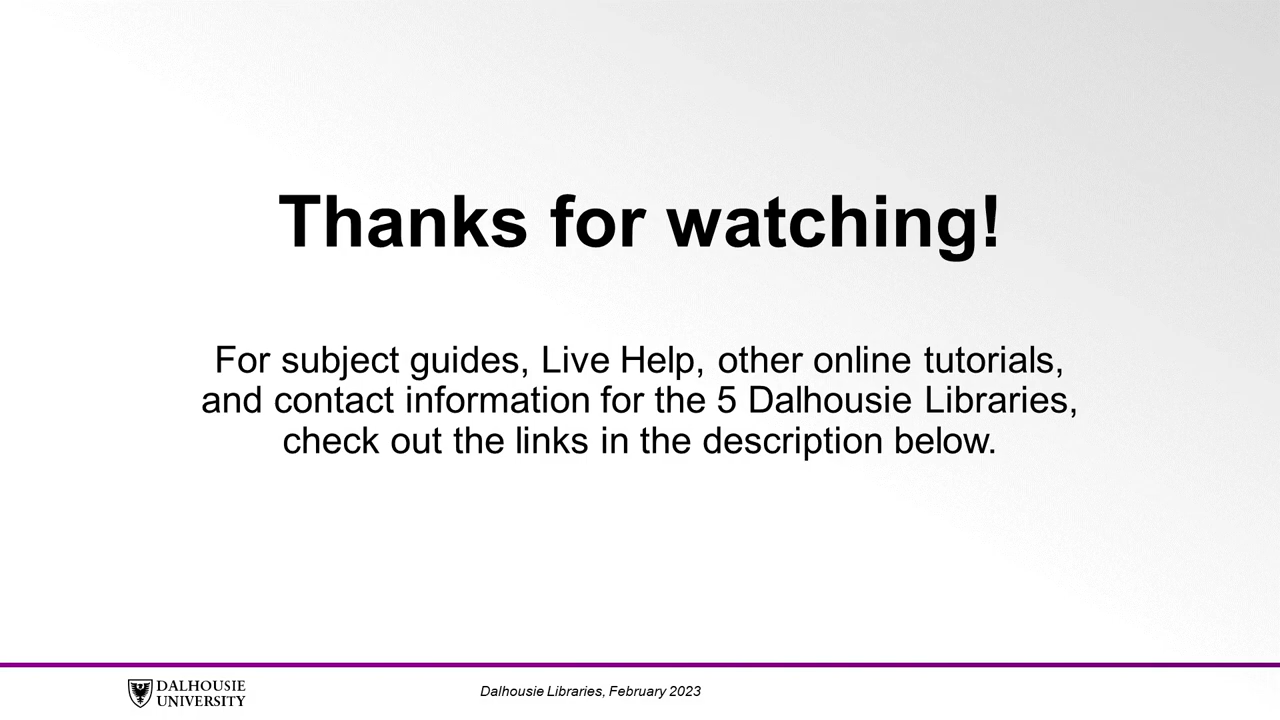 Thanks for watching!
For subject guides, Live Help, other online tutorials,
and contact information for the 5 Dalhousie Libraries,
check out the links in the description below.
DALHOUSIE
UNIVERSITY
Dalhousie Libraries, February 2023